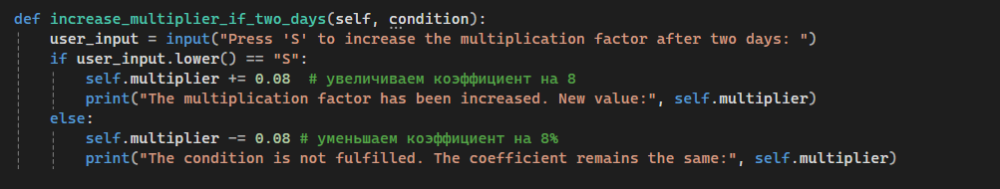 def increase_multiplier_if_two_days(self, condition):
    user_input = input("Press 'S' to increase the multiplication factor after two days: ")
    if user_input.lower() == "S":
        self.multiplier += 0.08  # увеличиваем коэффициент на 8
        print("The multiplication factor has been increased. New value:", self.multiplier)
    else:
        self.multiplier -= 0.08 # уменьшаем коэффициент на 8%
        print("The condition is not fulfilled. The coefficient remains the same:", self.multiplier)